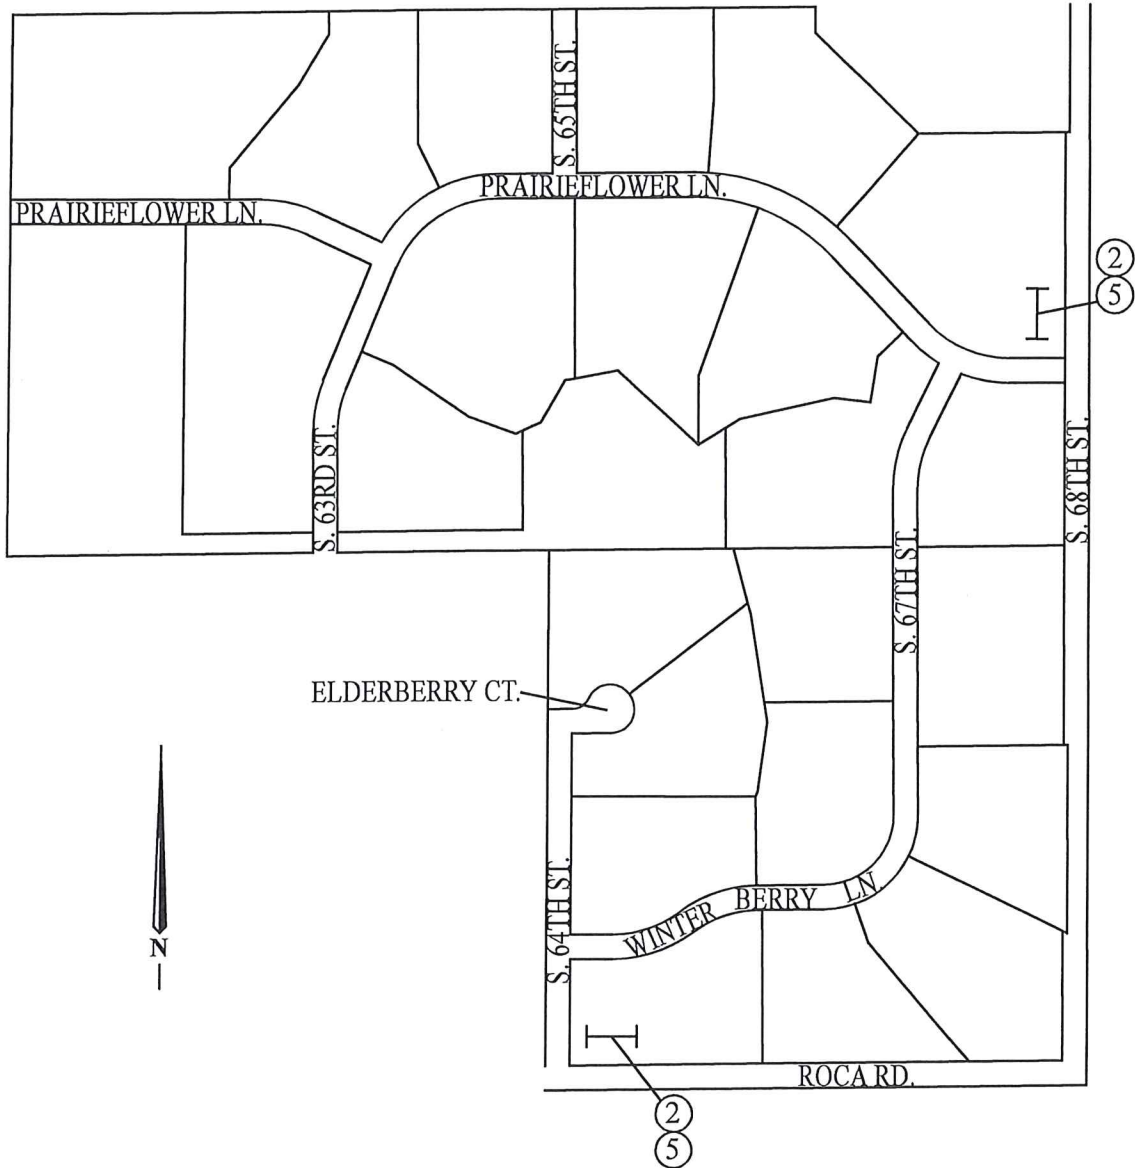 S. 65TH ST.
PRAIRIEFLOWER LN.
PRAIRIEFLOWER LN.
2
5
S. 63RD ST.
S. 68TH ST.
S. 67TH ST.
ELDERBERRY CT.
N
S. 64TH ST.
WINTER BERRY LN.
ROCA RD.
2
5